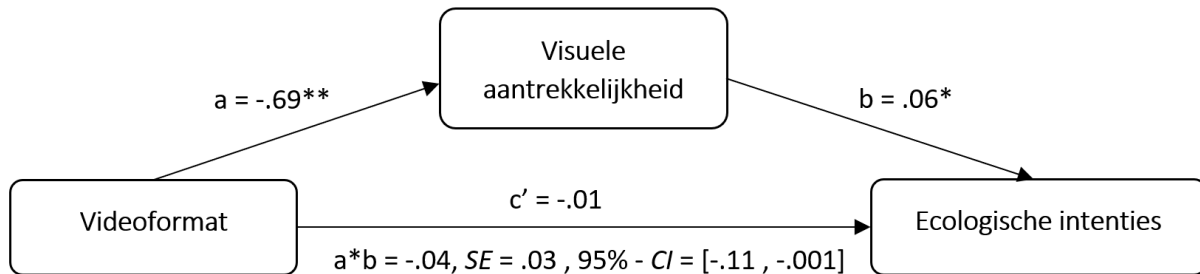 Visuele
aantrekkelijkheid
a = -.69**
b = .06*
Videoformat
c’ = -.01
Ecologische intenties
a*b = -.04, SE = .03 , 95% - CI = [-.11 , -.001]